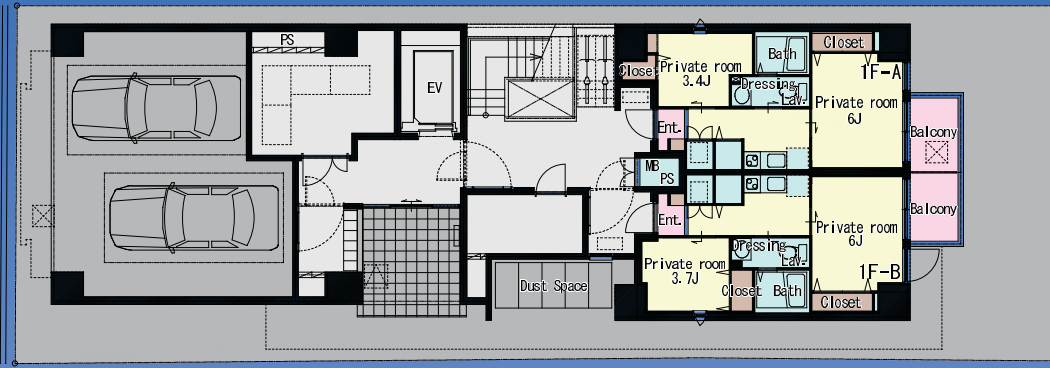 PS
EV
Closet
Private room
3.4J
Bath
Dressing
Lav.
Closet
1F-A
Private room
6J
Balcony
Ent.
MB
PS
Balcony
Ent.
Private room
3.7J
Dressing
Lav.
Closet
Bath
Private room
6J
1F-B
Closet
Dust Space